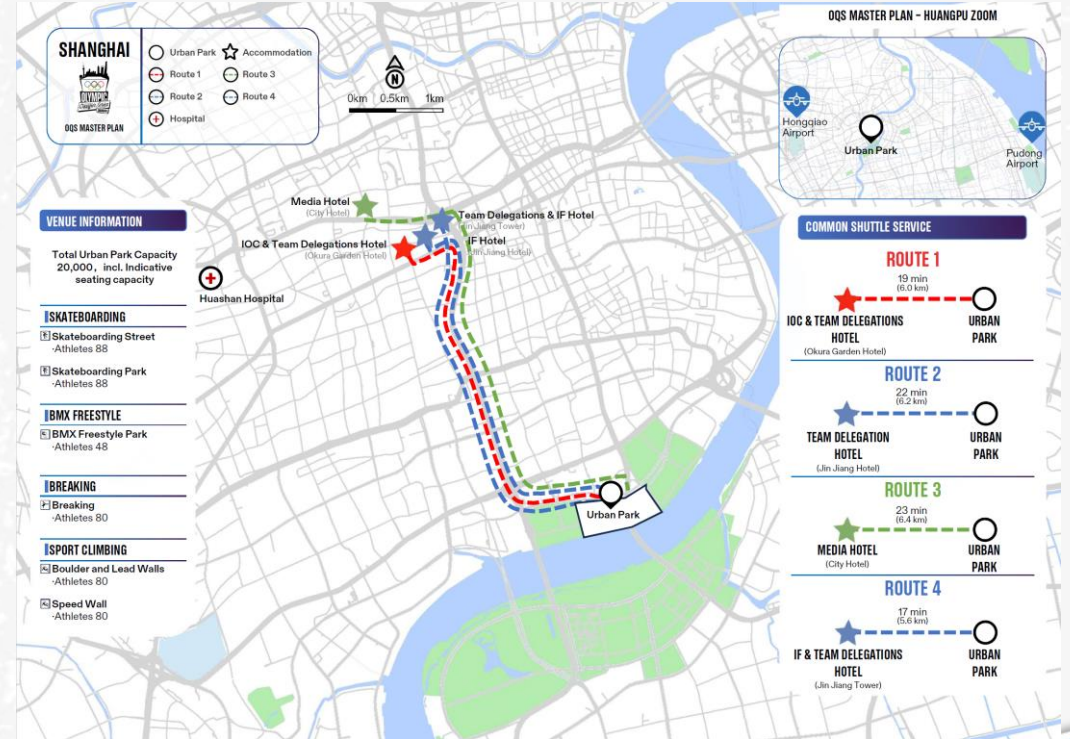 SHANGHAI
OQS MASTER PLAN
Urban Park
Accommodation
Route 1
Route 3
Route 2
Route 4
Hospital
N
0km 0.5km 1km
OQS MASTER PLAN – HUANGPU ZOOM
Hongqiao
Airport
Urban Park
Pudong
Airport
VENUE INFORMATION
Total Urban Park Capacity
20,000, incl. Indicative
seating capacity
SKATEBOARDING
Skateboarding Street
-Athletes 88
Skateboarding Park
-Athletes 88
BMX FREESTYLE
BMX Freestyle Park
-Athletes 48
BREAKING
Breaking
-Athletes 80
SPORT CLIMBING
Boulder and Lead Walls
-Athletes 80
Speed Wall
-Athletes 80
Media Hotel
(City Hotel)
Team Delegations & IF Hotel
(Jin Jiang Tower)
IOC & Team Delegations Hotel
(Okura Garden Hotel)
IF Hotel
(Jin Jiang Hotel)
Huashan Hospital
Urban Park
COMMON SHUTTLE SERVICE
ROUTE 1
19 min
(6.0 km)
IOC & TEAM DELEGATIONS
HOTEL
(Okura Garden Hotel)
URBAN
PARK
ROUTE 2
22 min
(6.2 km)
TEAM DELEGATION
HOTEL
(Jin Jiang Hotel)
URBAN
PARK
ROUTE 3
23 min
(6.4 km)
MEDIA HOTEL
(City Hotel)
URBAN
PARK
ROUTE 4
17 min
(5.6 km)
IF & TEAM DELEGATIONS
HOTEL
(Jin Jiang Tower)
URBAN
PARK